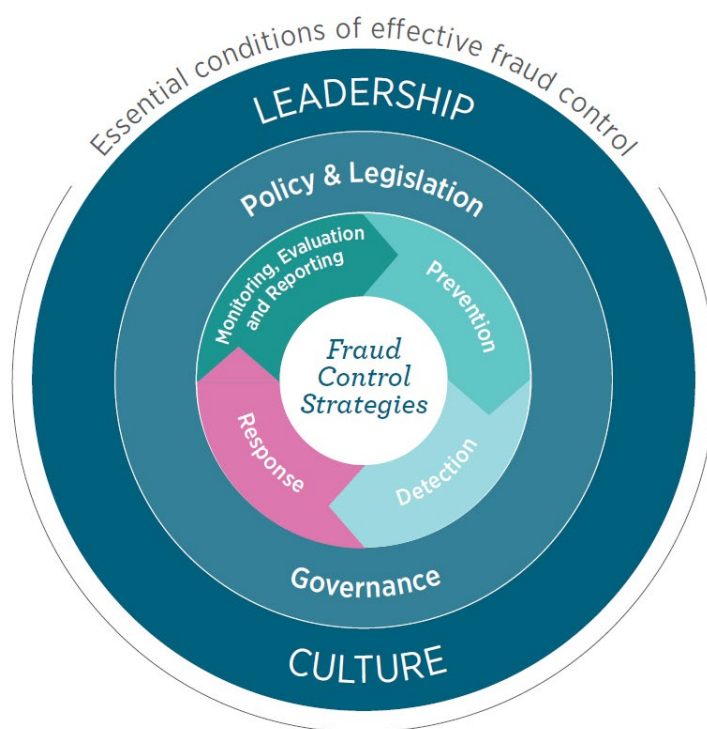 Essential conditions of effective fraud control
LEADERSHIP
Policy & Legislation
Monitoring, Evaluation
and Reporting
Prevention
Fraud
Control
Strategies
Response
Detection
Governance
CULTURE